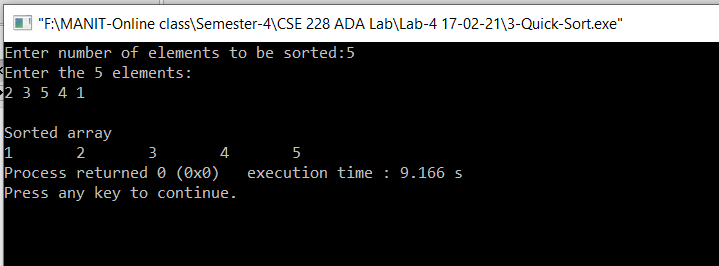 "F:\MANIT-Online class\Semester-4\CSE 228 ADA Lab\Lab-4 17-02-21\3-Quick-Sort.exe"
Enter number of elements to be sorted:5
Enter the 5 elements:
2 3 5 4 1
Sorted array
1 2 3 4 5
Process returned 0 (0x0) execution time : 9.166 s
Press any key to continue.